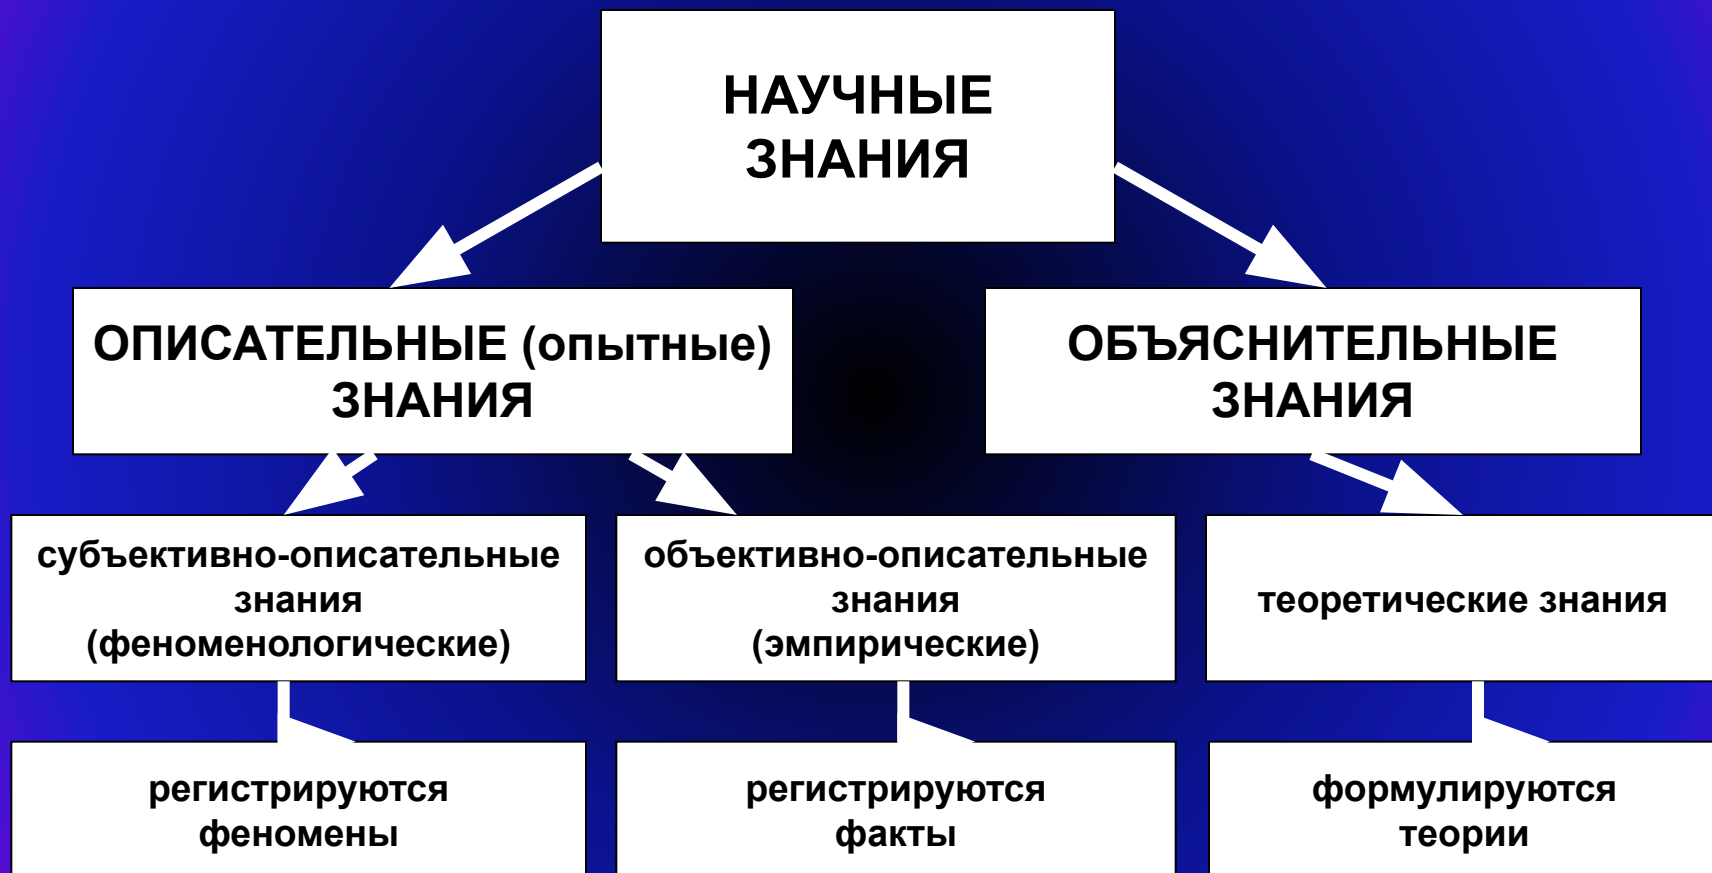 НАУЧНЫЕ
ЗНАНИЯ
ОПИСАТЕЛЬНЫЕ (опытные)
ЗНАНИЯ
ОБЪЯСНИТЕЛЬНЫЕ
ЗНАНИЯ
субъективно-описательные
знания
(феноменологические)
объективно-описательные
знания
(эмпирические)
теоретические знания
регистрируются
феномены
регистрируются
факты
формулируются
теории